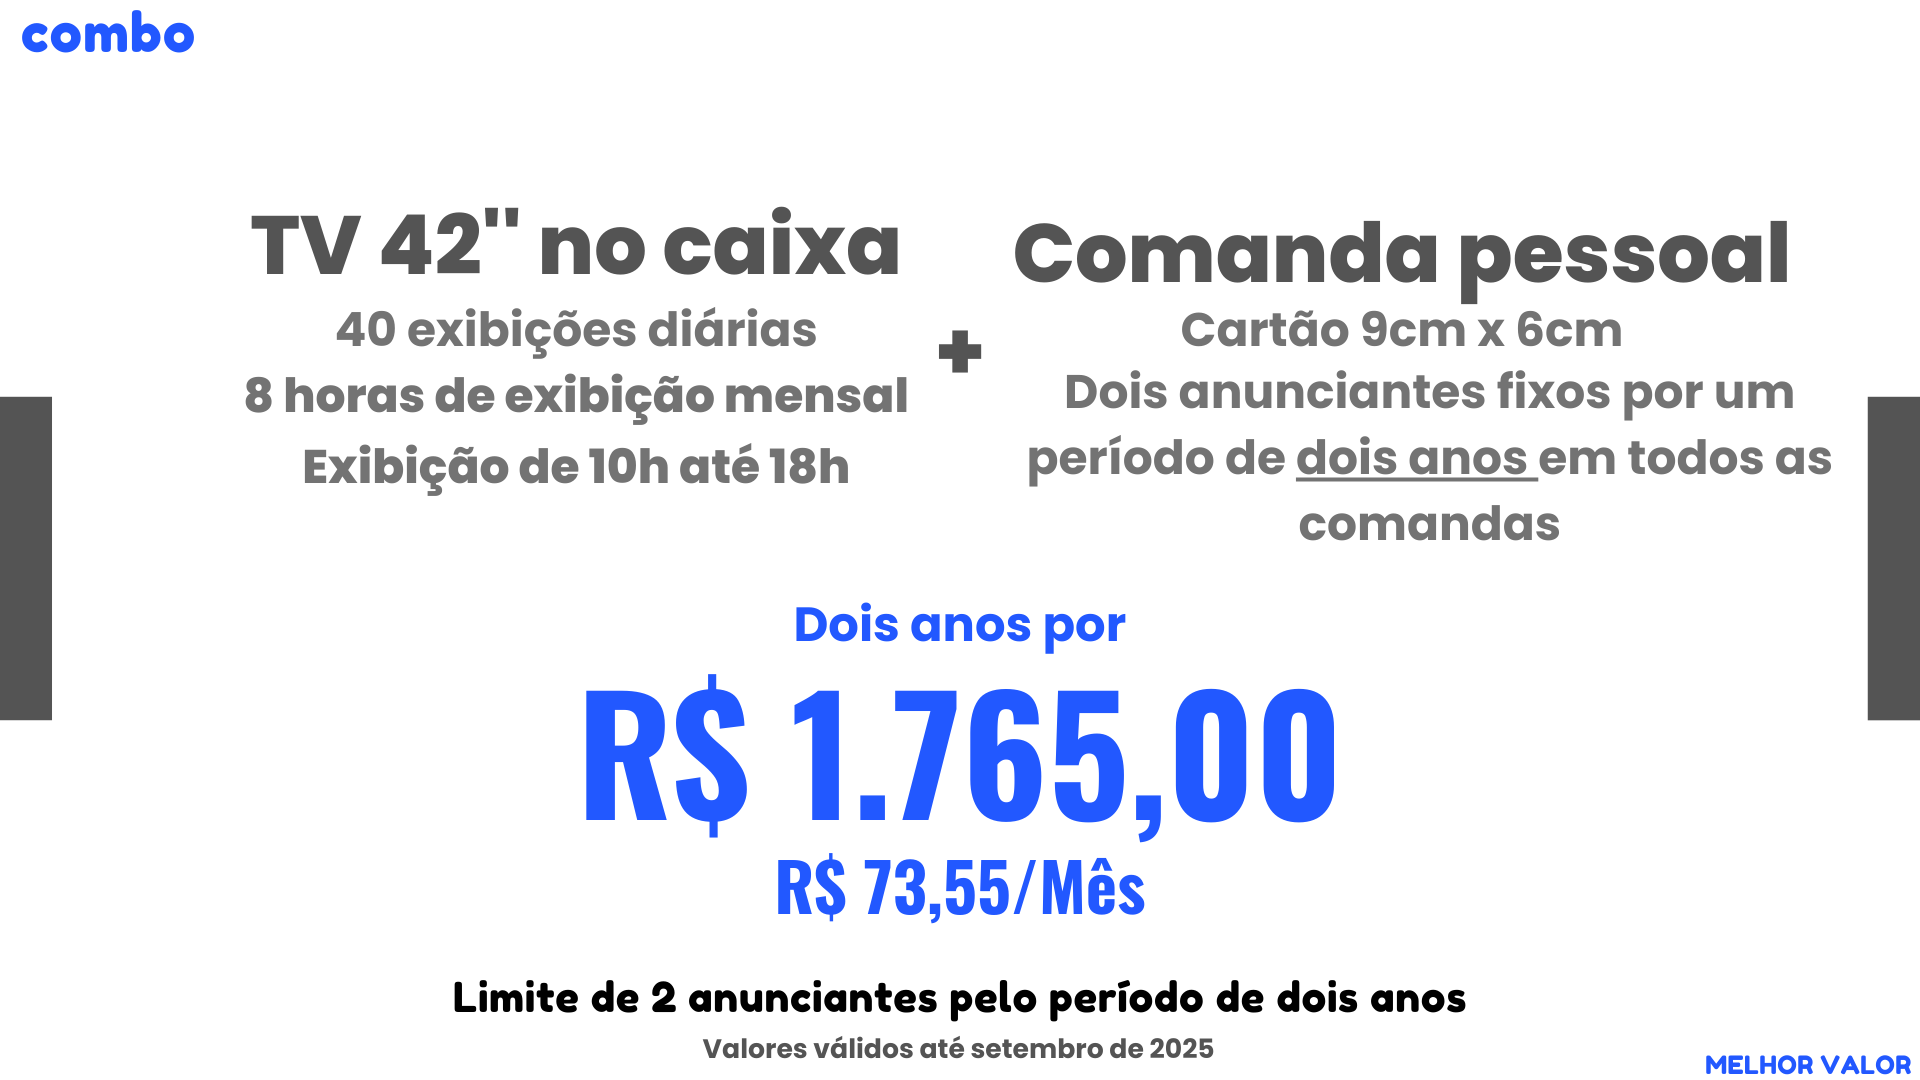 combo
TV 42" no caixa
40 exibições diárias
8 horas de exibição mensal
Exibição de 10h até 18h
+
Comanda pessoal
Cartão 9cm x 6cm
Dois anunciantes fixos por um
período de dois anos em todos as
comandas
Dois anos por
R$ 1.765,00
R$ 73,55/Mês
Limite de 2 anunciantes pelo período de dois anos
Valores válidos até setembro de 2025
MELHOR VALOR